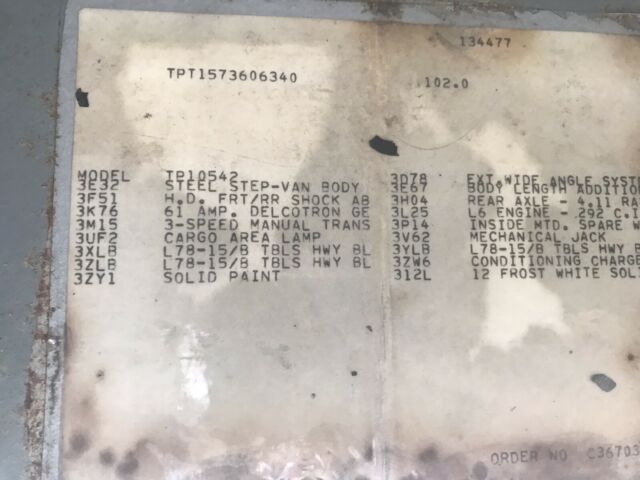 134477
TPT1573606340 102.0
MODEL TP10542 3D78 EXT.WIDE ANGLE SYSTE
3E32 STEEL STEP-VAN BODY 3E67 BODY LENGTH ADDITIO
3F51 H.D. FRT/RR SHOCK AB 3H04 REAR AXLE - 4.11 RA
3K76 61 AMP. DELCOTRON GE 3L25 L6 ENGINE - 292 C.I
3M15 3-SPEED MANUAL TRANS 3P14 INSIDE MTD. SPARE W
3UF2 CARGO AREA LAMP 3V62 MECHANICAL JACK
3XLB L78-15/B TBLS HWY BL 3YLB L78-15/B TBLS HWY B
3ZLB L78-15/B TBLS HWY BL 3ZW6 CONDITIONING CHARGE
3ZY1 SOLID PAINT 312L 12 FROST WHITE SOLI
ORDER NO C36703